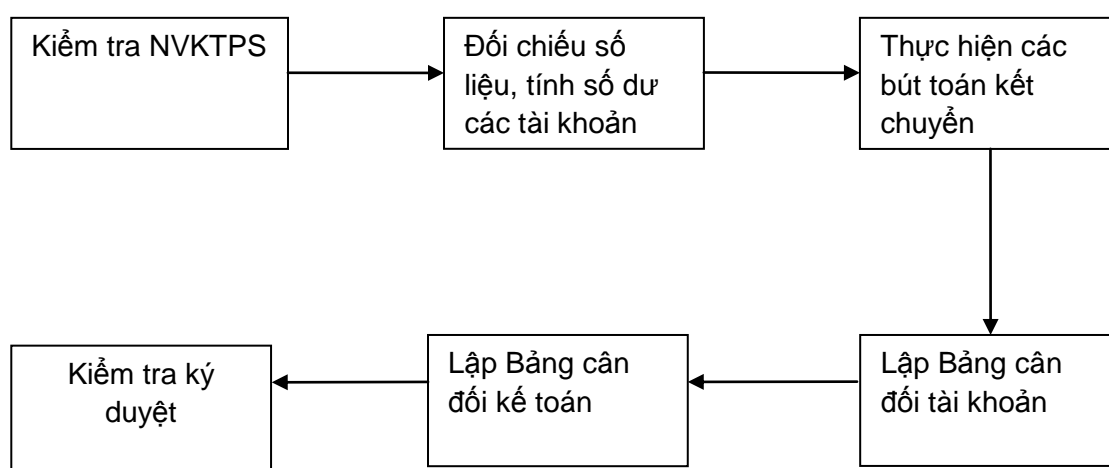 Kiểm tra NVKTPS
Đối chiếu số
liệu, tính số dư
các tài khoản
Thực hiện các
bút toán kết
chuyển
Lập Bảng cân
đối tài khoản
Lập Bảng cân
đối kế toán
Kiểm tra ký
duyệt